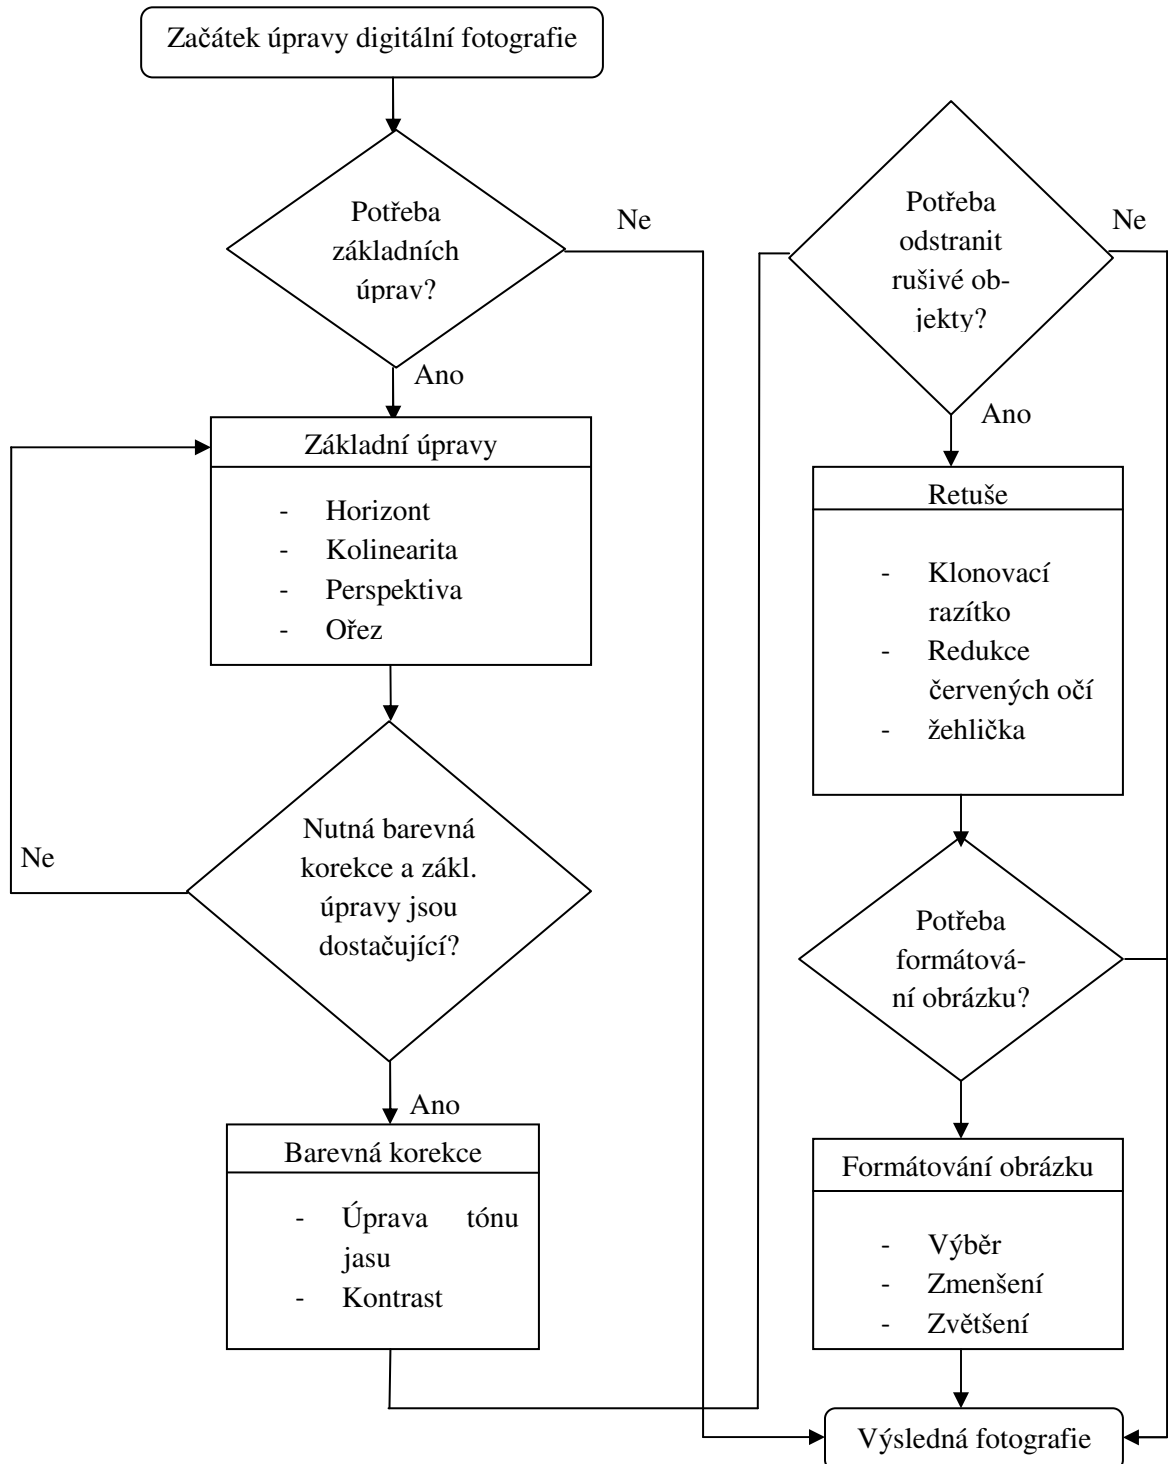 Začátek úpravy digitální fotografie
Potřeba
základních
úprav?
Ne
Ano
Základní úpravy
- Horizont
- Kolinearita
- Perspektiva
- Ořez
Nutná barevná
korekce a zákl.
úpravy jsou
dostačující?
Ne
Ano
Barevná korekce
- Úprava tónu
jasu
- Kontrast
Potřeba
odstranit
rušivé ob-
jekty?
Ne
Ano
Retuše
- Klonovací
razítko
- Redukce
červených očí
- žehlička
Potřeba
formátová-
ní obrázku?
Formátování obrázku
- Výběr
- Zmenšení
- Zvětšení
Výsledná fotografie